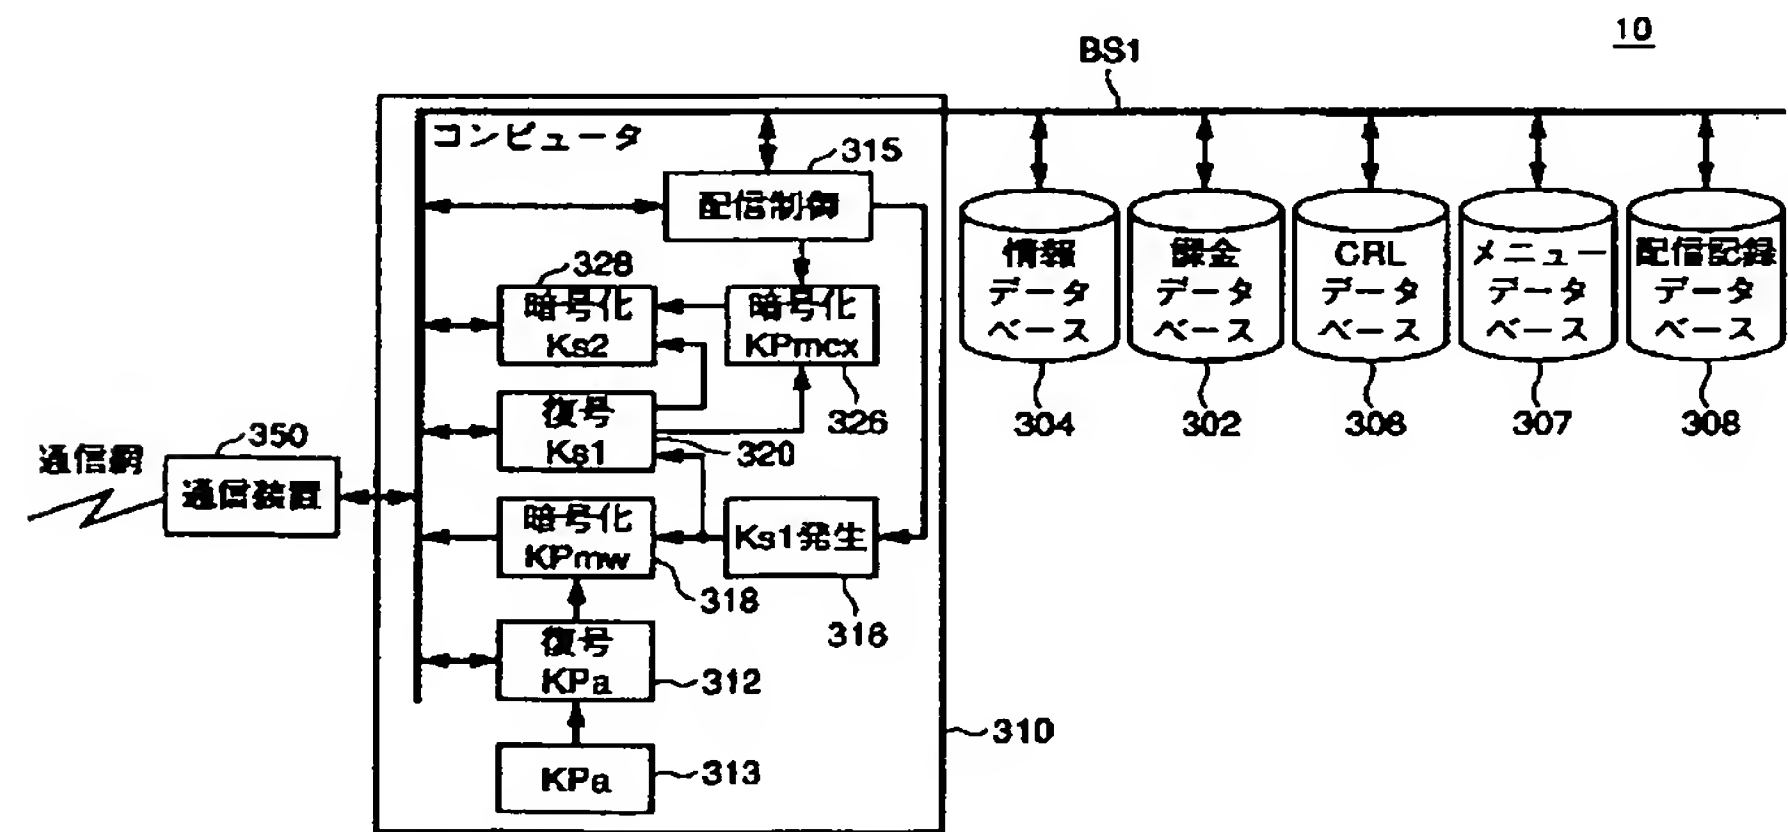 10
BS1
コンピュータ
315
配信制御
328
暗号化
Ks2
暗号化
KPmcx
326
復号
Ks1
320
通信網
350
通信装置
暗号化
KPmw
318
Ks1発生
316
復号
KPa
312
KPa
313
310
情報
データ
ベース
304
課金
データ
ベース
302
CRL
データ
ベース
306
メニュー
データ
ベース
307
配信記録
データ
ベース
308